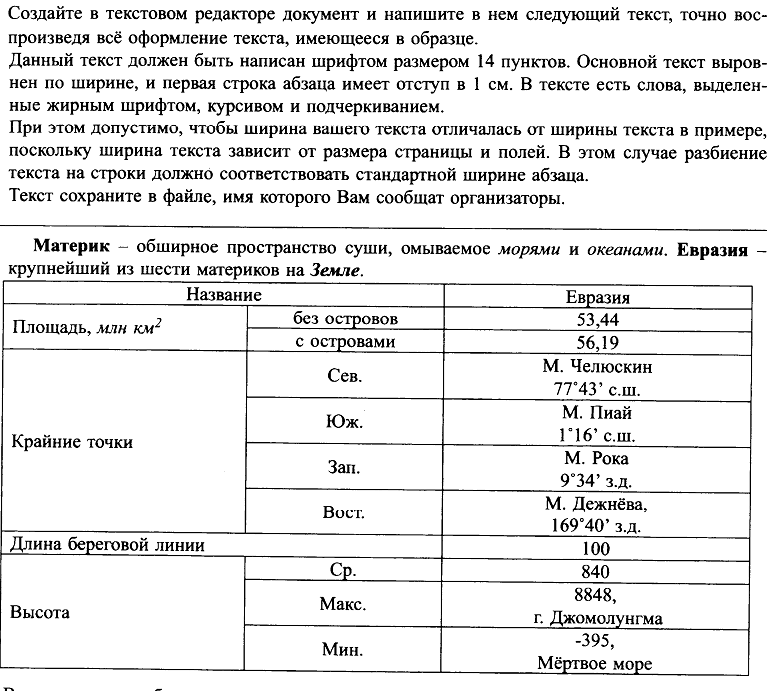 Создайте в текстовом редакторе документ и напишите в нем следующий текст, точно вос-
произведя всё оформление текста, имеющееся в образце.
Данный текст должен быть написан шрифтом размером 14 пунктов. Основной текст выров-
нен по ширине, и первая строка абзаца имеет отступ в 1 см. В тексте есть слова, выделен-
ные жирным шрифтом, курсивом и подчеркиванием.
При этом допустимо, чтобы ширина вашего текста отличалась от ширины текста в примере,
поскольку ширина текста зависит от размера страницы и полей. В этом случае разбиение
текста на строки должно соответствовать стандартной ширине абзаца.
Текст сохраните в файле, имя которого Вам сообщат организаторы.
Материк – обширное пространство суши, омываемое морями и океанами. Евразия –
крупнейший из шести материков на Земле.
Название Евразия
Площадь, млн км² без островов 53,44
с островами 56,19
Крайние точки
Сев. М. Челюскин
77˚43’ с.ш.
Юж. М. Пиай
1˚16’ с.ш.
Зап. М. Рока
9˚34’ з.д.
Вост. М. Дежнёва,
169˚40’ з.д.
Длина береговой линии 100
Высота
Ср. 840
Макс. 8848,
г. Джомолунгма
Мин. -395,
Мёртвое море